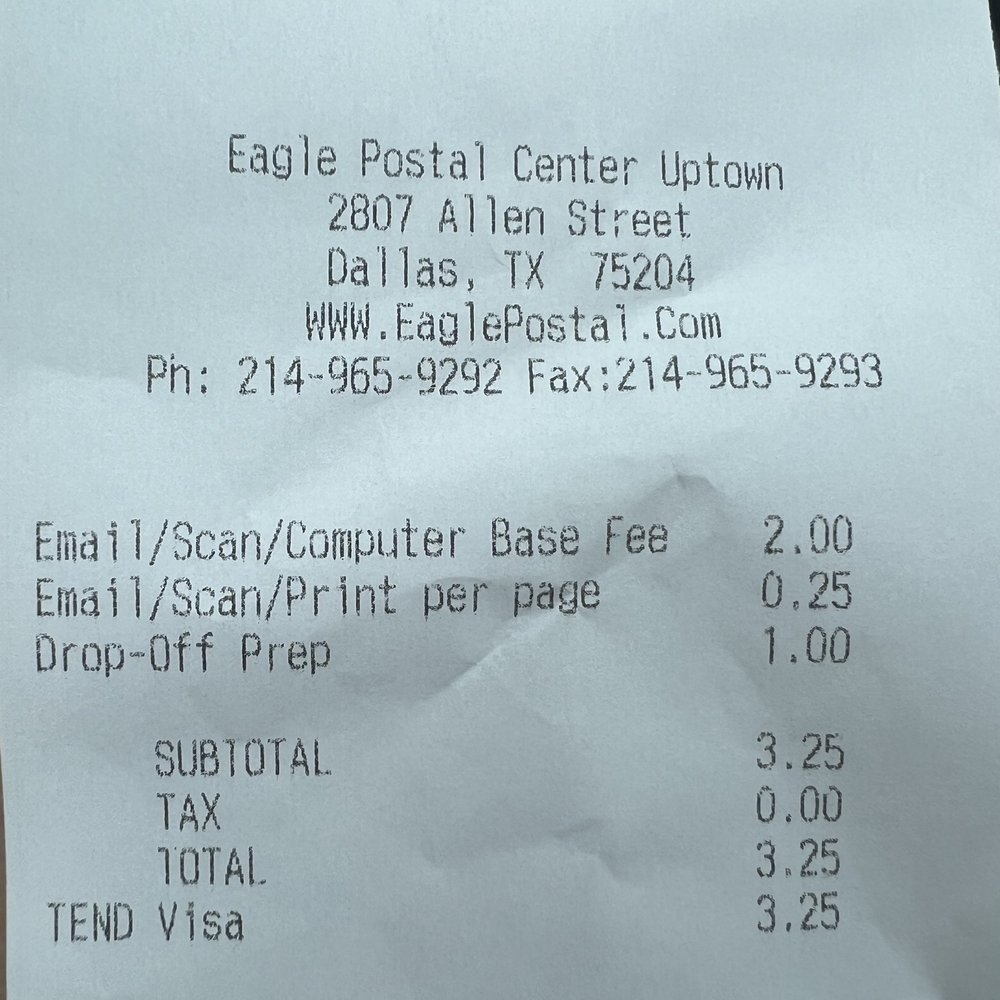 Eagle Postal Center Uptown
2807 Allen Street
Dallas, TX 75204
WWW.EaglePostal.Com
Ph: 214-965-9292 Fax:214-965-9293
Email/Scan/Computer Base Fee 2.00
Email/Scan/Print per page 0.25
Drop-Off Prep 1.00
SUBTOTAL 3.25
TAX 0.00
TOTAL 3.25
TEND Visa 3.25